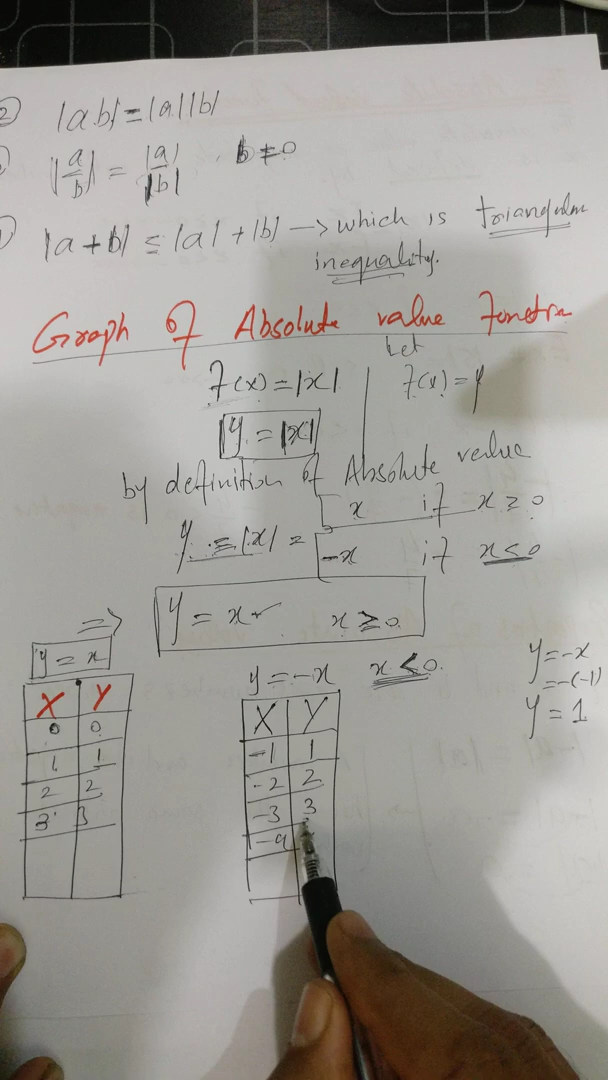 2
|ab| = |a||b|
|a/b| = |a|/|b| , b ≠ 0
|a + b| ≤ |a| + |b| → which is triangular
inequality.
Graph of Absolute value
Let
f(x) = |x| f(x) = y
y = |x|
by definition of Absolute value
x if x ≥ 0
y = |x| =
-x if x < 0
⇒ y = x ✓ x ≥ 0
y = x
y = -x x < 0
y = -x
= -(-1)
y = 1
X Y
0 0
1 1
2 2
3 3
X Y
-1 1
-2 2
-3 3